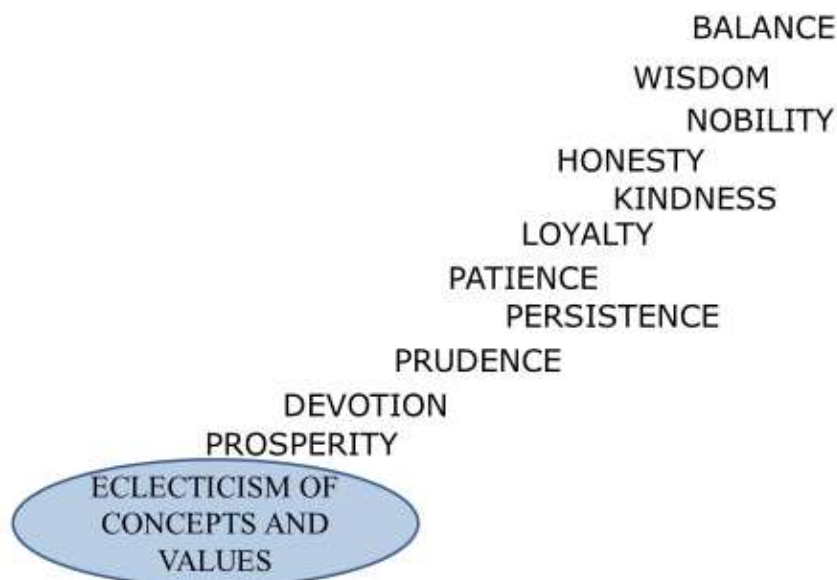 BALANCE
WISDOM
NOBILITY
HONESTY
KINDNESS
LOYALTY
PATIENCE
PERSISTENCE
PRUDENCE
DEVOTION
PROSPERITY
ECLECTICISM OF
CONCEPTS AND
VALUES